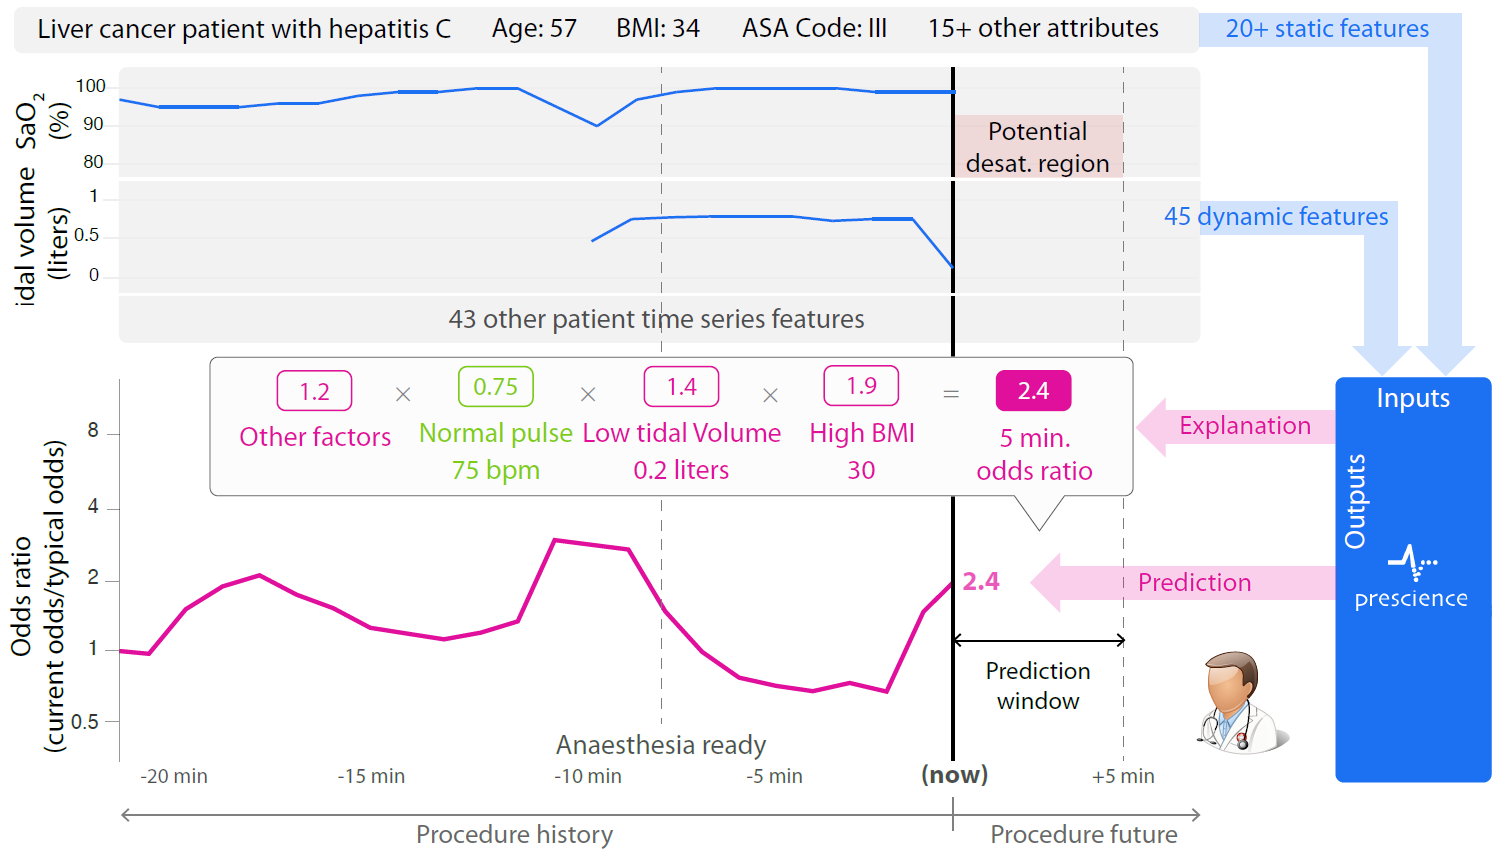 Liver cancer patient with hepatitis C Age: 57 BMI: 34 ASA Code: III 15+ other attributes
20+ static features
SaO2
(%)
100
90
80
Potential
desat. region
idal volume
(liters)
1
0.5
0
45 dynamic features
43 other patient time series features
1.2 × 0.75 × 1.4 × 1.9 = 2.4
Other factors
Normal pulse
75 bpm
Low tidal Volume
0.2 liters
High BMI
30
5 min.
odds ratio
Explanation
Inputs
Outputs
prescience
Prediction
Odds ratio
(current odds/typical odds)
8
4
2
1
0.5
2.4
Prediction
window
Anaesthesia ready
-20 min -15 min -10 min -5 min (now) +5 min
Procedure history Procedure future